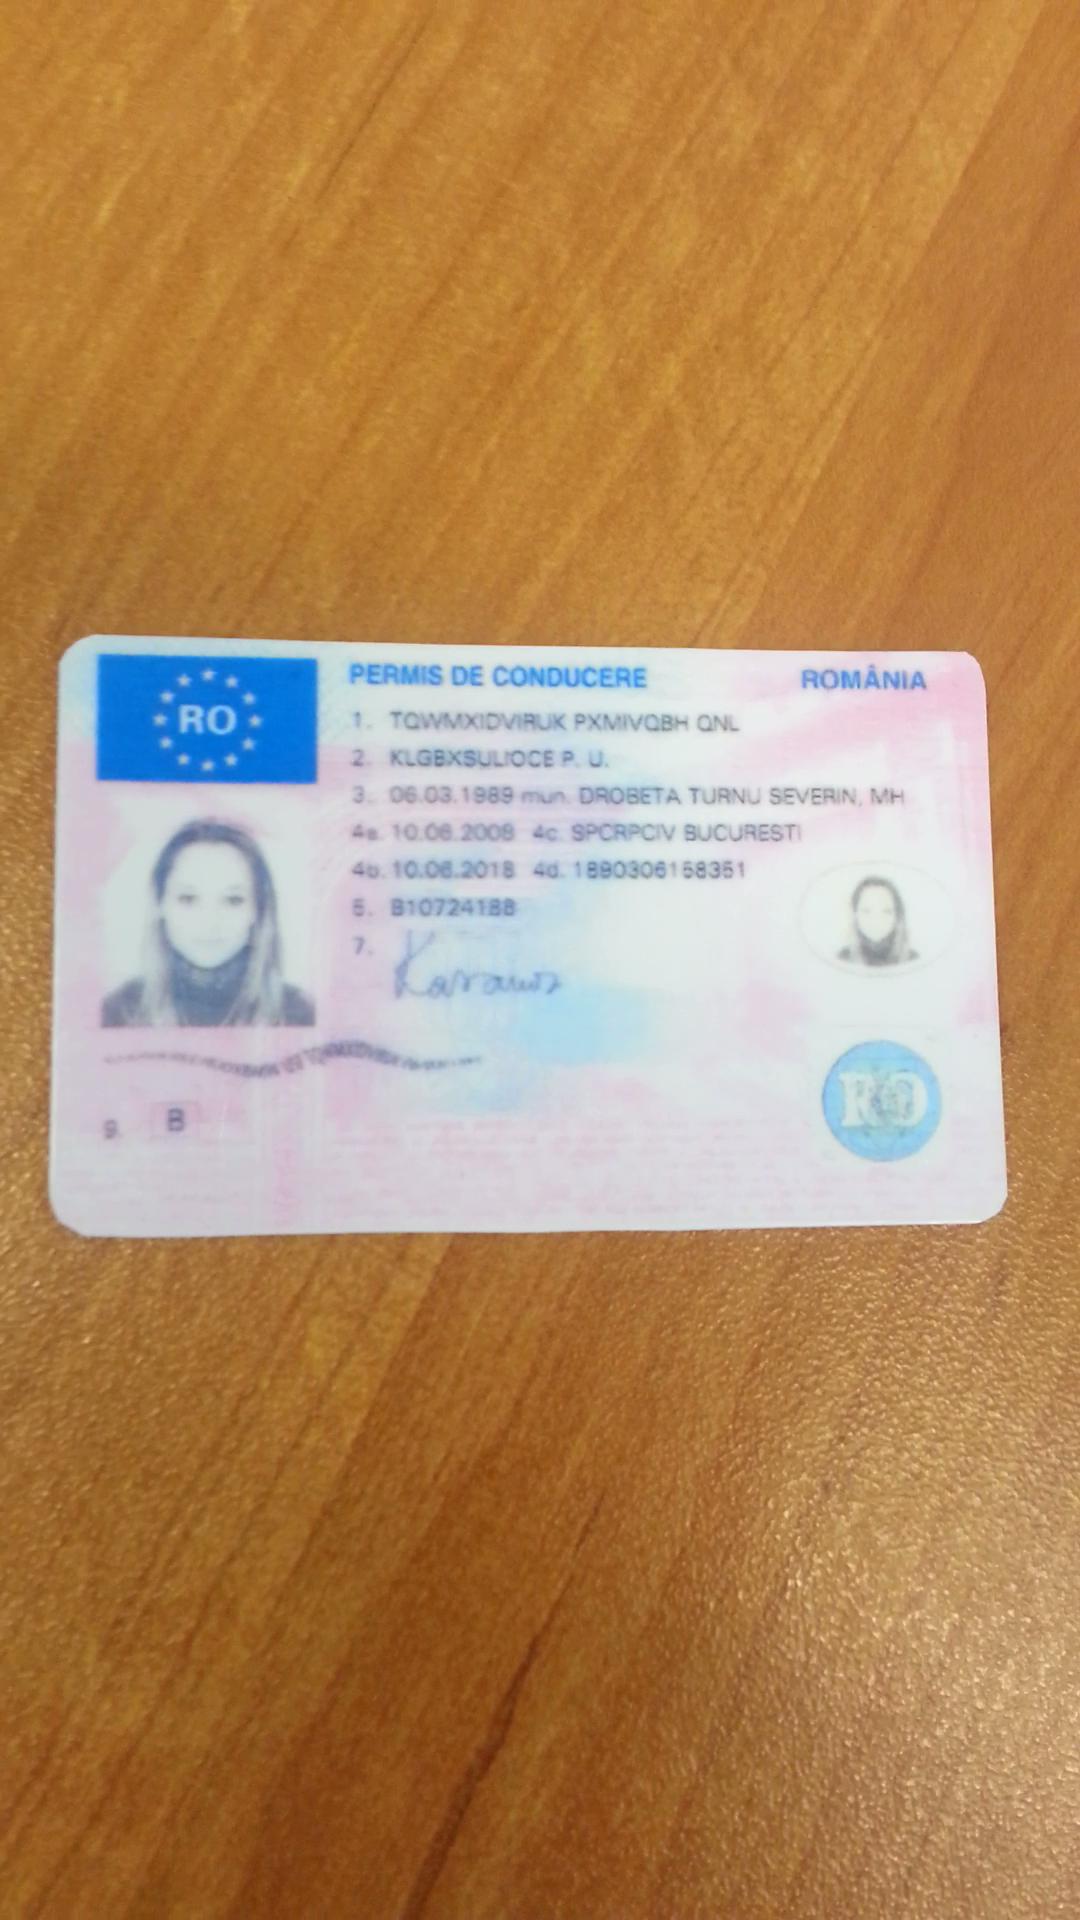 RO
PERMIS DE CONDUCERE ROMÂNIA
1. TQWMXIDVIRUK PXMIVQBH QNL
2. KLGBXSULIOCE P. U.
3. 06.03.1989 mun. DROBETA TURNU SEVERIN, MH
4a. 10.06.2008 4c. SPCRPCIV BUCURESTI
4b. 10.06.2018 4d. 1890306158351
5. B10724188
7.
9. B
RO